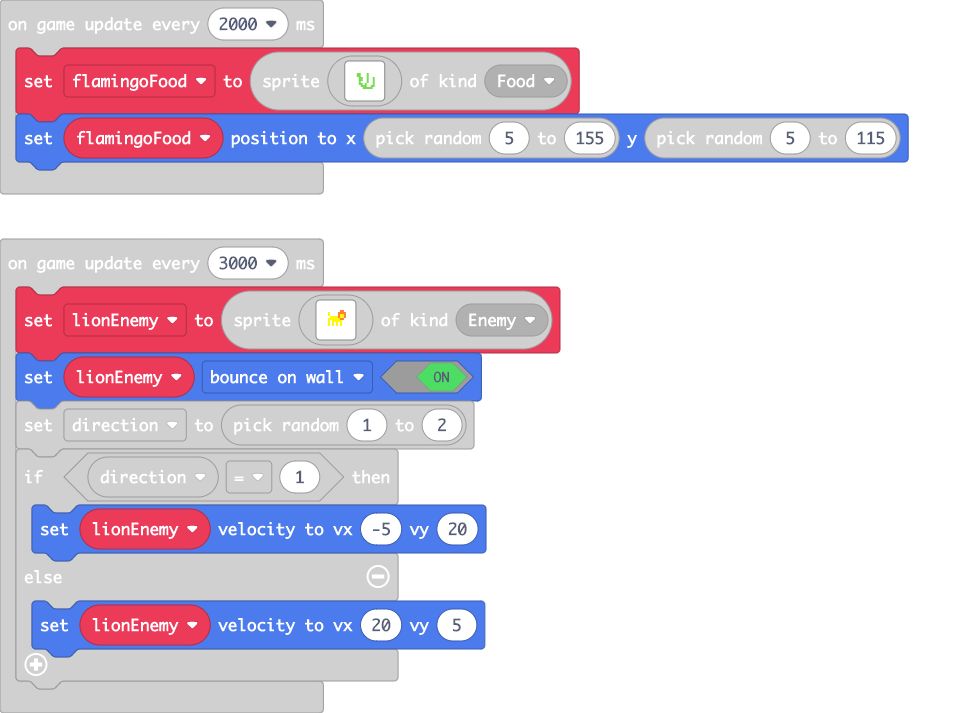 on game update every 2000 ms
set flamingoFood to sprite of kind Food
set flamingoFood position to x pick random 5 to 155 y pick random 5 to 115
on game update every 3000 ms
set lionEnemy to sprite of kind Enemy
set lionEnemy bounce on wall ON
set direction to pick random 1 to 2
if direction = 1 then
set lionEnemy velocity to vx -5 vy 20
else
set lionEnemy velocity to vx 20 vy 5